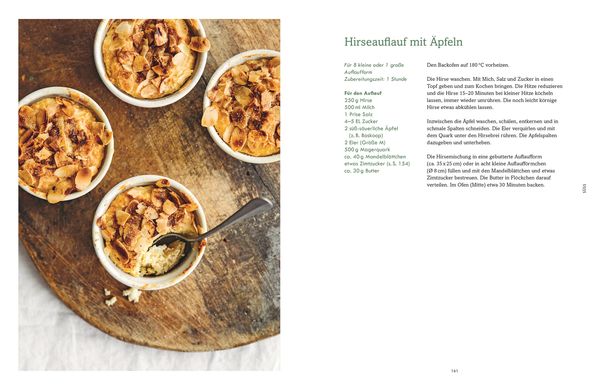 Hirseauflauf mit Äpfeln
Für 8 kleine oder 1 große
Auflaufform
Zubereitungszeit: 1 Stunde
Für den Auflauf
250 g Hirse
500 ml Milch
1 Prise Salz
4–5 EL Zucker
2 süß-säuerliche Äpfel
(z. B. Boskoop)
2 Eier (Größe M)
500 g Magerquark
ca. 40 g Mandelblättchen
etwas Zimtzucker (s. S. 154)
ca. 30 g Butter
Den Backofen auf 180 °C vorheizen.
Die Hirse waschen. Mit Mich, Salz und Zucker in einen
Topf geben und zum Kochen bringen. Die Hitze reduzieren
und die Hirse 15–20 Minuten bei kleiner Hitze köcheln
lassen, immer wieder umrühren. Die noch leicht körnige
Hirse etwas abkühlen lassen.
Inzwischen die Äpfel waschen, schälen, entkernen und in
schmale Spalten schneiden. Die Eier verquirlen und mit
dem Quark unter den Hirsebrei rühren. Die Apfelspalten
dazugeben und unterheben.
Die Hirsemischung in eine gebutterte Auflaufform
(ca. 35 x 25 cm) oder in acht kleine Auflaufförmchen
(Ø 8 cm) füllen und mit den Mandelblättchen und etwas
Zimtzucker bestreuen. Die Butter in Flöckchen darauf
verteilen. Im Ofen (Mitte) etwa 30 Minuten backen.
süß
161